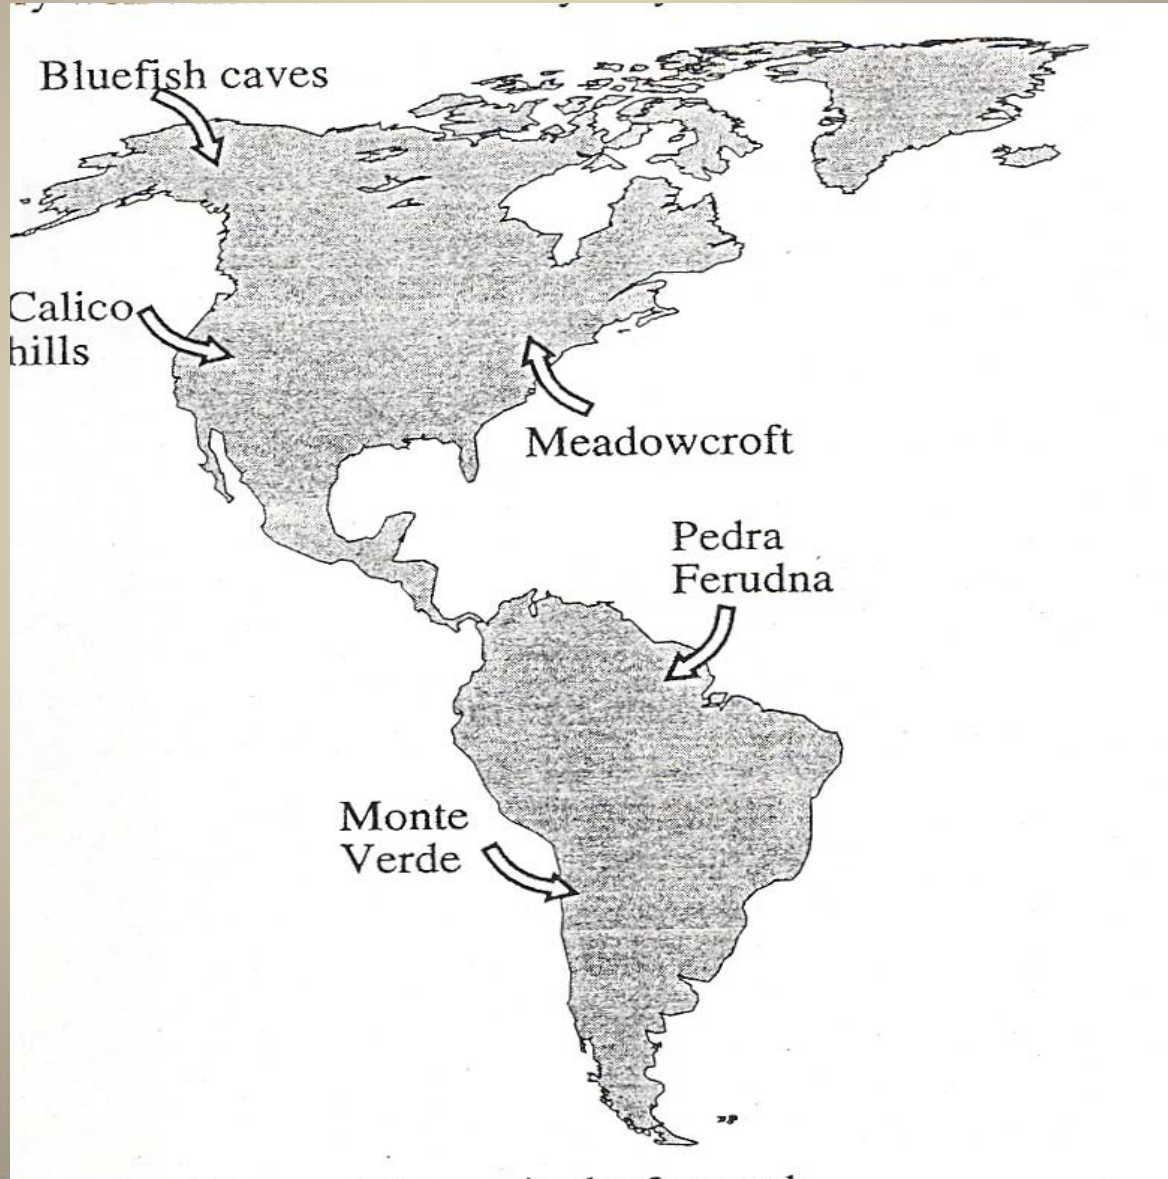 Bluefish caves
Calico
hills
Meadowcroft
Pedra
Ferudna
Monte
Verde